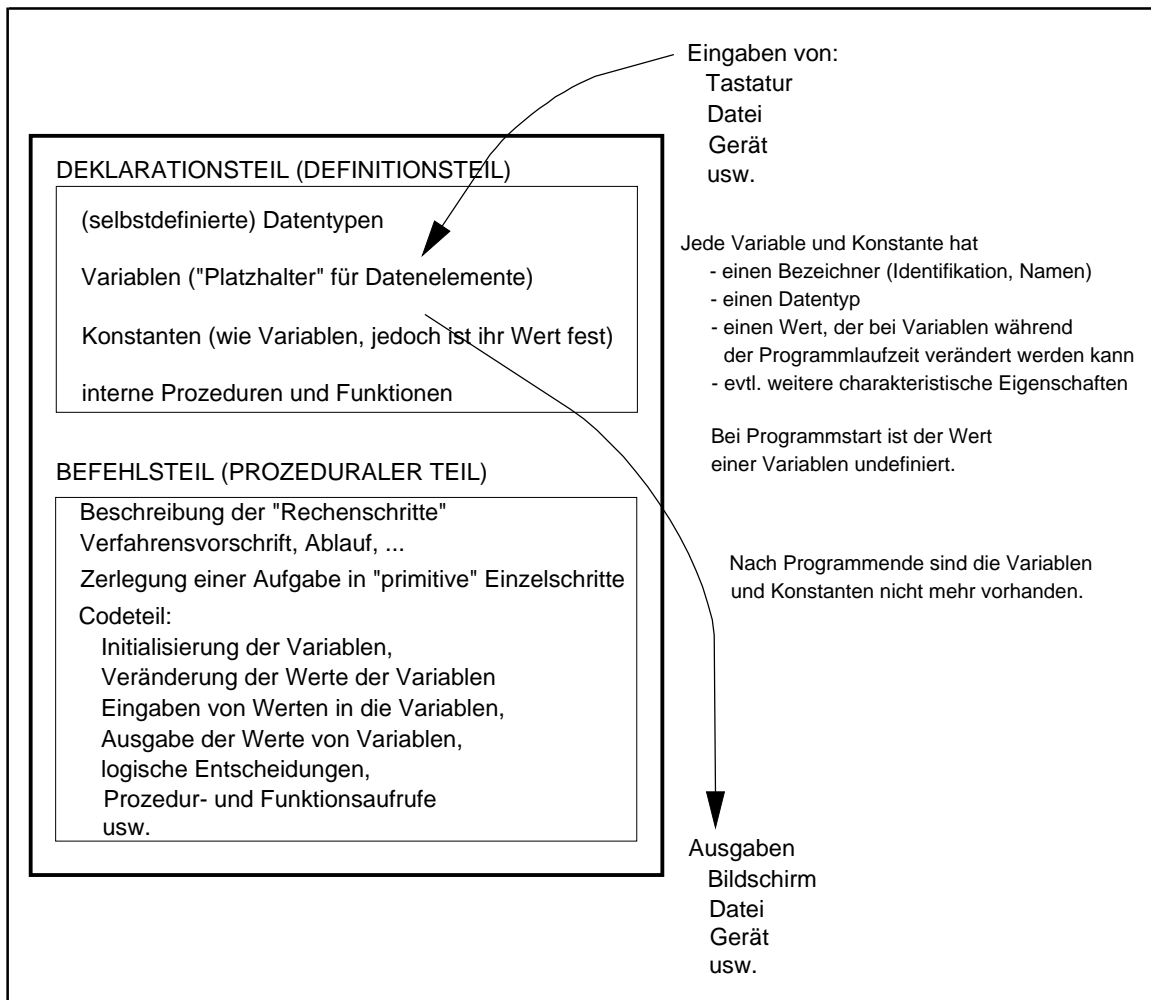 Eingaben von:
Tastatur
Datei
Gerät
usw.
DEKLARATIONSTEIL (DEFINITIONSTEIL)
(selbstdefinierte) Datentypen
Variablen ("Platzhalter" für Datenelemente)
Konstanten (wie Variablen, jedoch ist ihr Wert fest)
interne Prozeduren und Funktionen
BEFEHLSTEIL (PROZEDURALER TEIL)
Beschreibung der "Rechenschritte"
Verfahrensvorschrift, Ablauf, ...
Zerlegung einer Aufgabe in "primitive" Einzelschritte
Codeteil:
Initialisierung der Variablen,
Veränderung der Werte der Variablen
Eingaben von Werten in die Variablen,
Ausgabe der Werte von Variablen,
logische Entscheidungen,
Prozedur- und Funktionsaufrufe
usw.
Jede Variable und Konstante hat
- einen Bezeichner (Identifikation, Namen)
- einen Datentyp
- einen Wert, der bei Variablen während
der Programmlaufzeit verändert werden kann
- evtl. weitere charakteristische Eigenschaften
Bei Programmstart ist der Wert
einer Variablen undefiniert.
Nach Programmende sind die Variablen
und Konstanten nicht mehr vorhanden.
Ausgaben
Bildschirm
Datei
Gerät
usw.